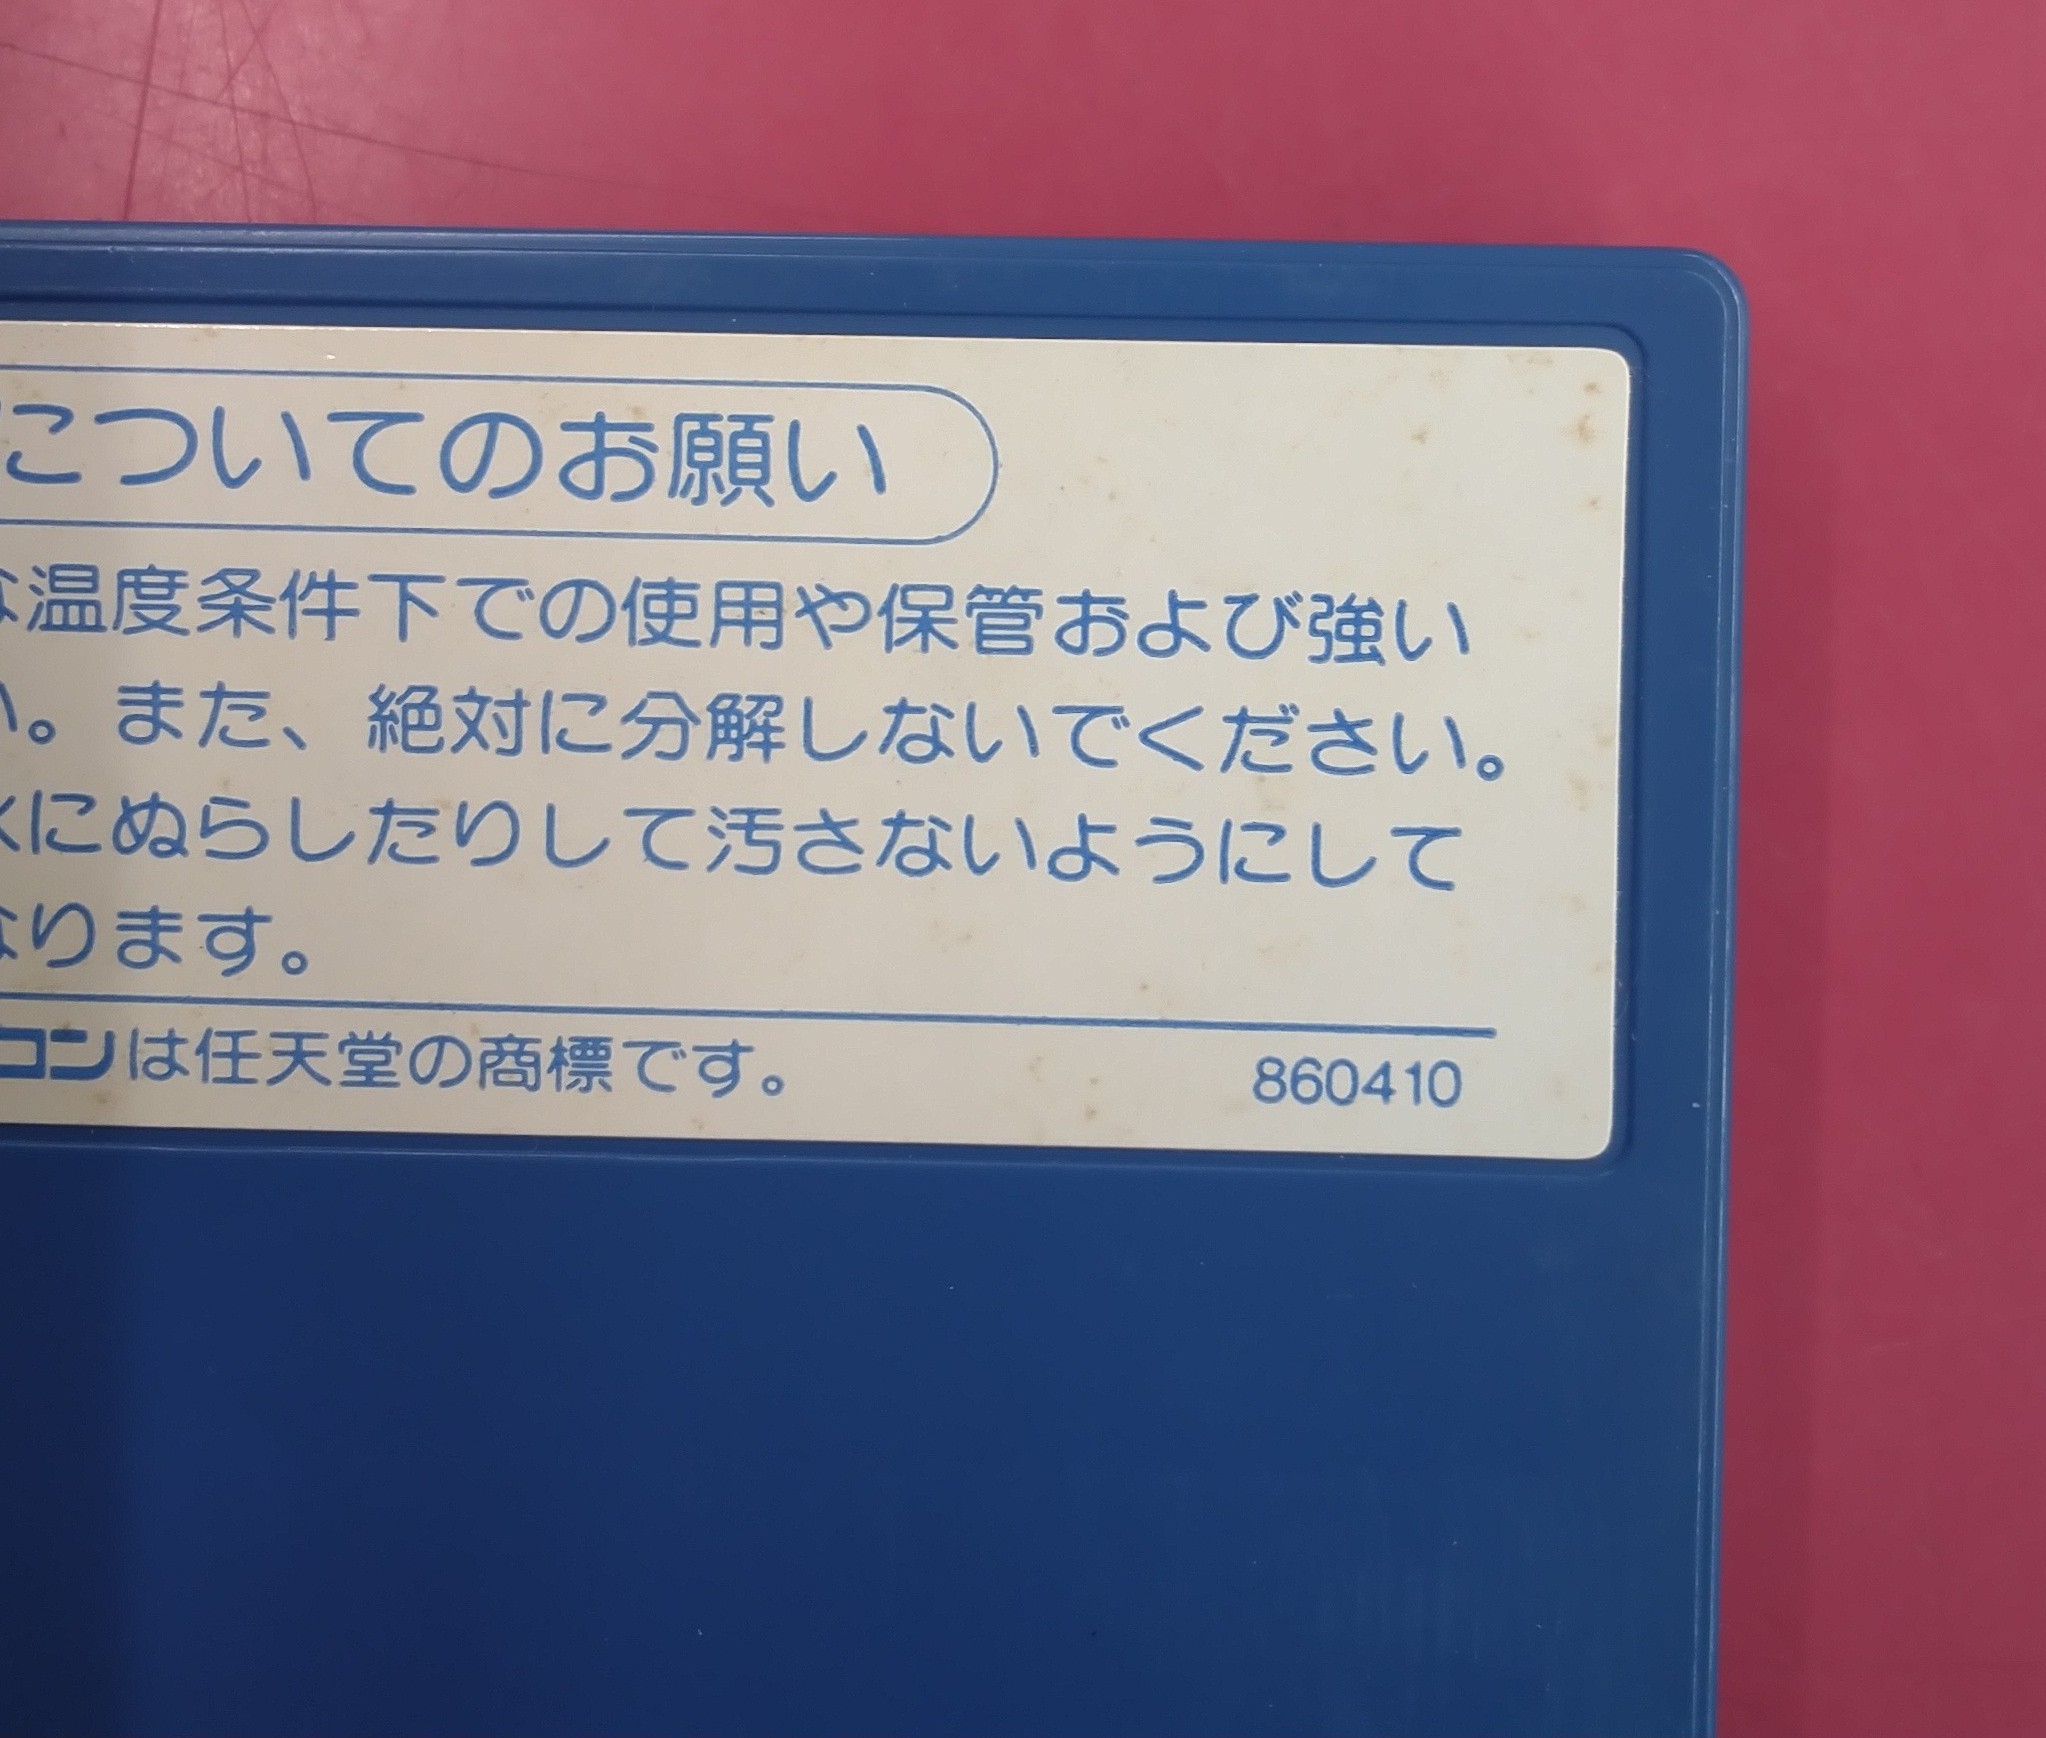 についてのお願い
な温度条件下での使用や保管および強い
い。また、絶対に分解しないでください。
水にぬらしたりして汚さないようにして
なります。
コンは任天堂の商標です。
860410